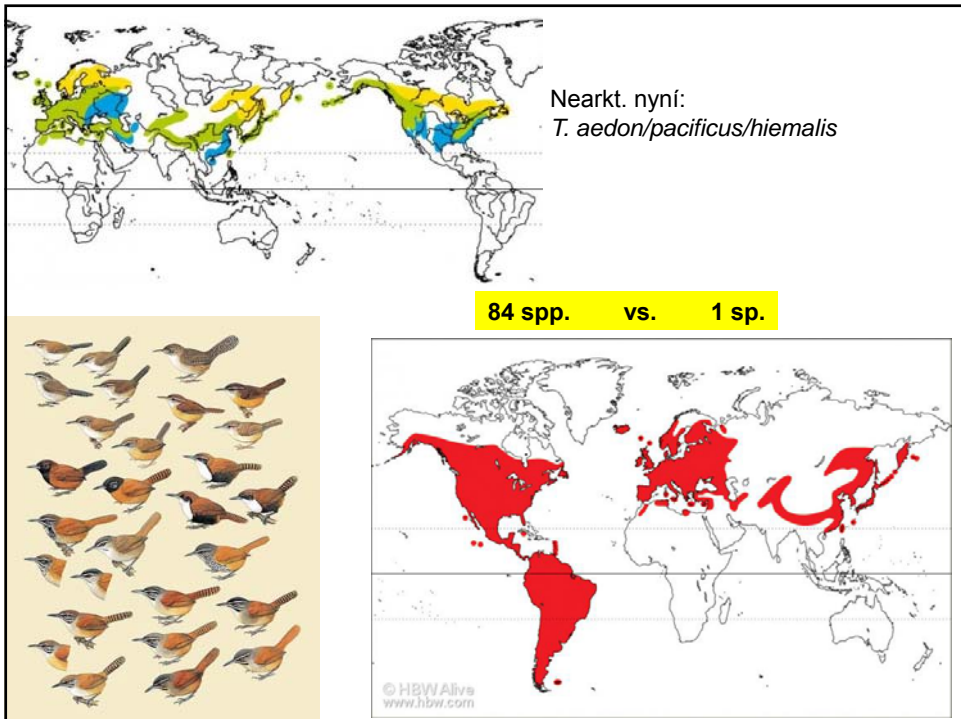 Nearkt. nyní:
T. aedon/pacificus/hiemalis
84 spp. vs. 1 sp.
© HBW Alive
www.hbw.com